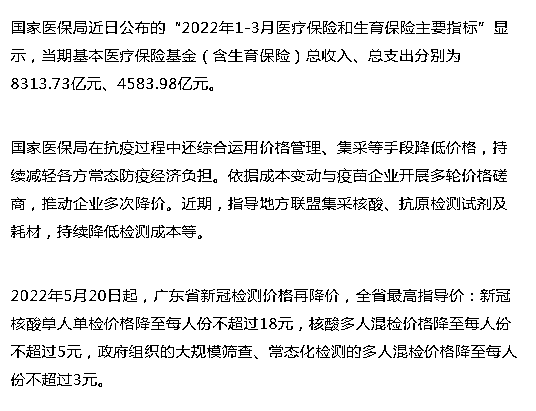 国家医保局近日公布的“2022年1-3月医疗保险和生育保险主要指标”显
示，当期基本医疗保险基金（含生育保险）总收入、总支出分别为
8313.73亿元、4583.98亿元。
国家医保局在抗疫过程中还综合运用价格管理、集采等手段降低价格，持
续减轻各方常态防疫经济负担。依据成本变动与疫苗企业开展多轮价格磋
商，推动企业多次降价。近期，指导地方联盟集采核酸、抗原检测试剂及
耗材，持续降低检测成本等。
2022年5月20日起，广东省新冠检测价格再降价，全省最高指导价：新冠
核酸单人单检价格降至每人份不超过18元，核酸多人混检价格降至每人份
不超过5元，政府组织的大规模筛查、常态化检测的多人混检价格降至每人
份不超过3元。